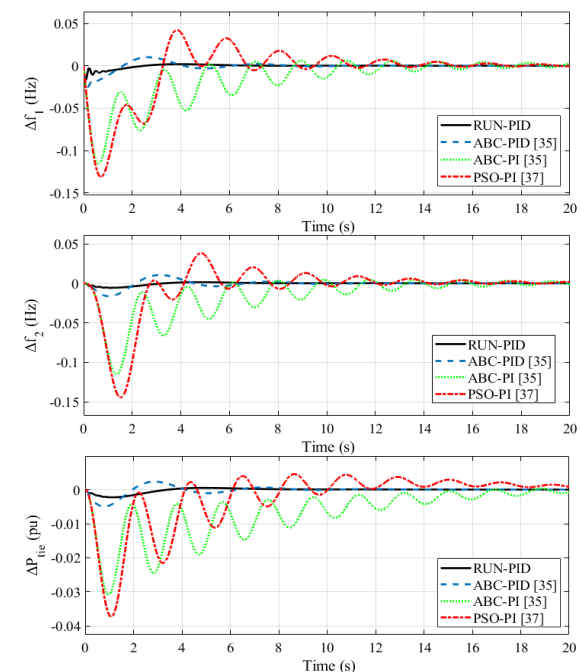 0.05
0
-0.05
-0.1
-0.15
Δf1 (Hz)
RUN-PID
ABC-PID [35]
ABC-PI [35]
PSO-PI [37]
0 2 4 6 8 10 12 14 16 18 20
Time (s)
0.05
0
-0.05
-0.1
-0.15
Δf2 (Hz)
RUN-PID
ABC-PID [35]
ABC-PI [35]
PSO-PI [37]
0 2 4 6 8 10 12 14 16 18 20
Time (s)
0
-0.01
-0.02
-0.03
-0.04
ΔPtie (pu)
RUN-PID
ABC-PID [35]
ABC-PI [35]
PSO-PI [37]
0 2 4 6 8 10 12 14 16 18 20
Time (s)